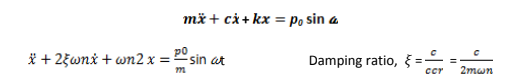 mẍ + cẋ + kx = p₀ sin a
ẍ + 2ξωnẋ + ωn2 x = p0/m sin ωt Damping ratio, ξ = c/ccr = c/2mωn